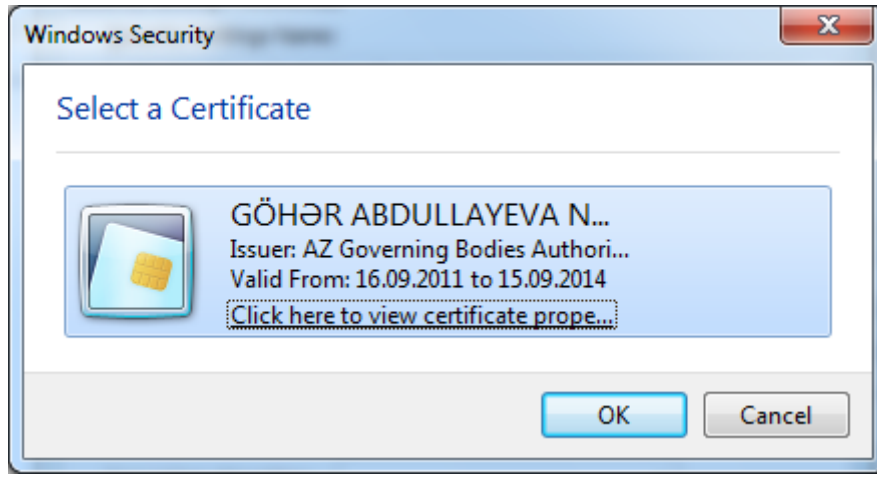 Windows Security
Select a Certificate
GÖHƏR ABDULLAYEVA N...
Issuer: AZ Governing Bodies Authori...
Valid From: 16.09.2011 to 15.09.2014
Click here to view certificate prope...
OK
Cancel